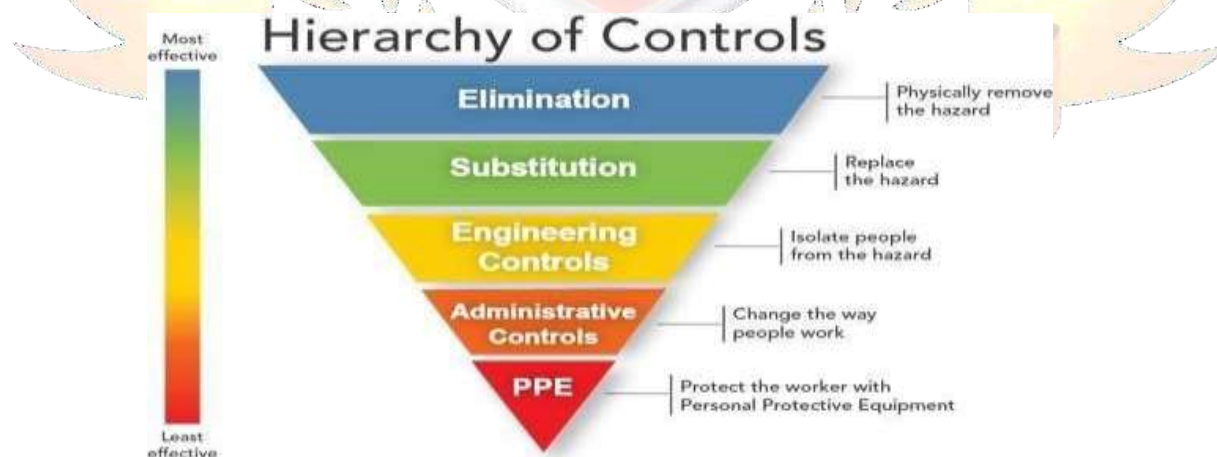 Hierarchy of Controls
Most
effective
Elimination
Physically remove
the hazard
Substitution
Replace
the hazard
Engineering
Controls
Isolate people
from the hazard
Administrative
Controls
Change the way
people work
PPE
Protect the worker with
Personal Protective Equipment
Least
effective